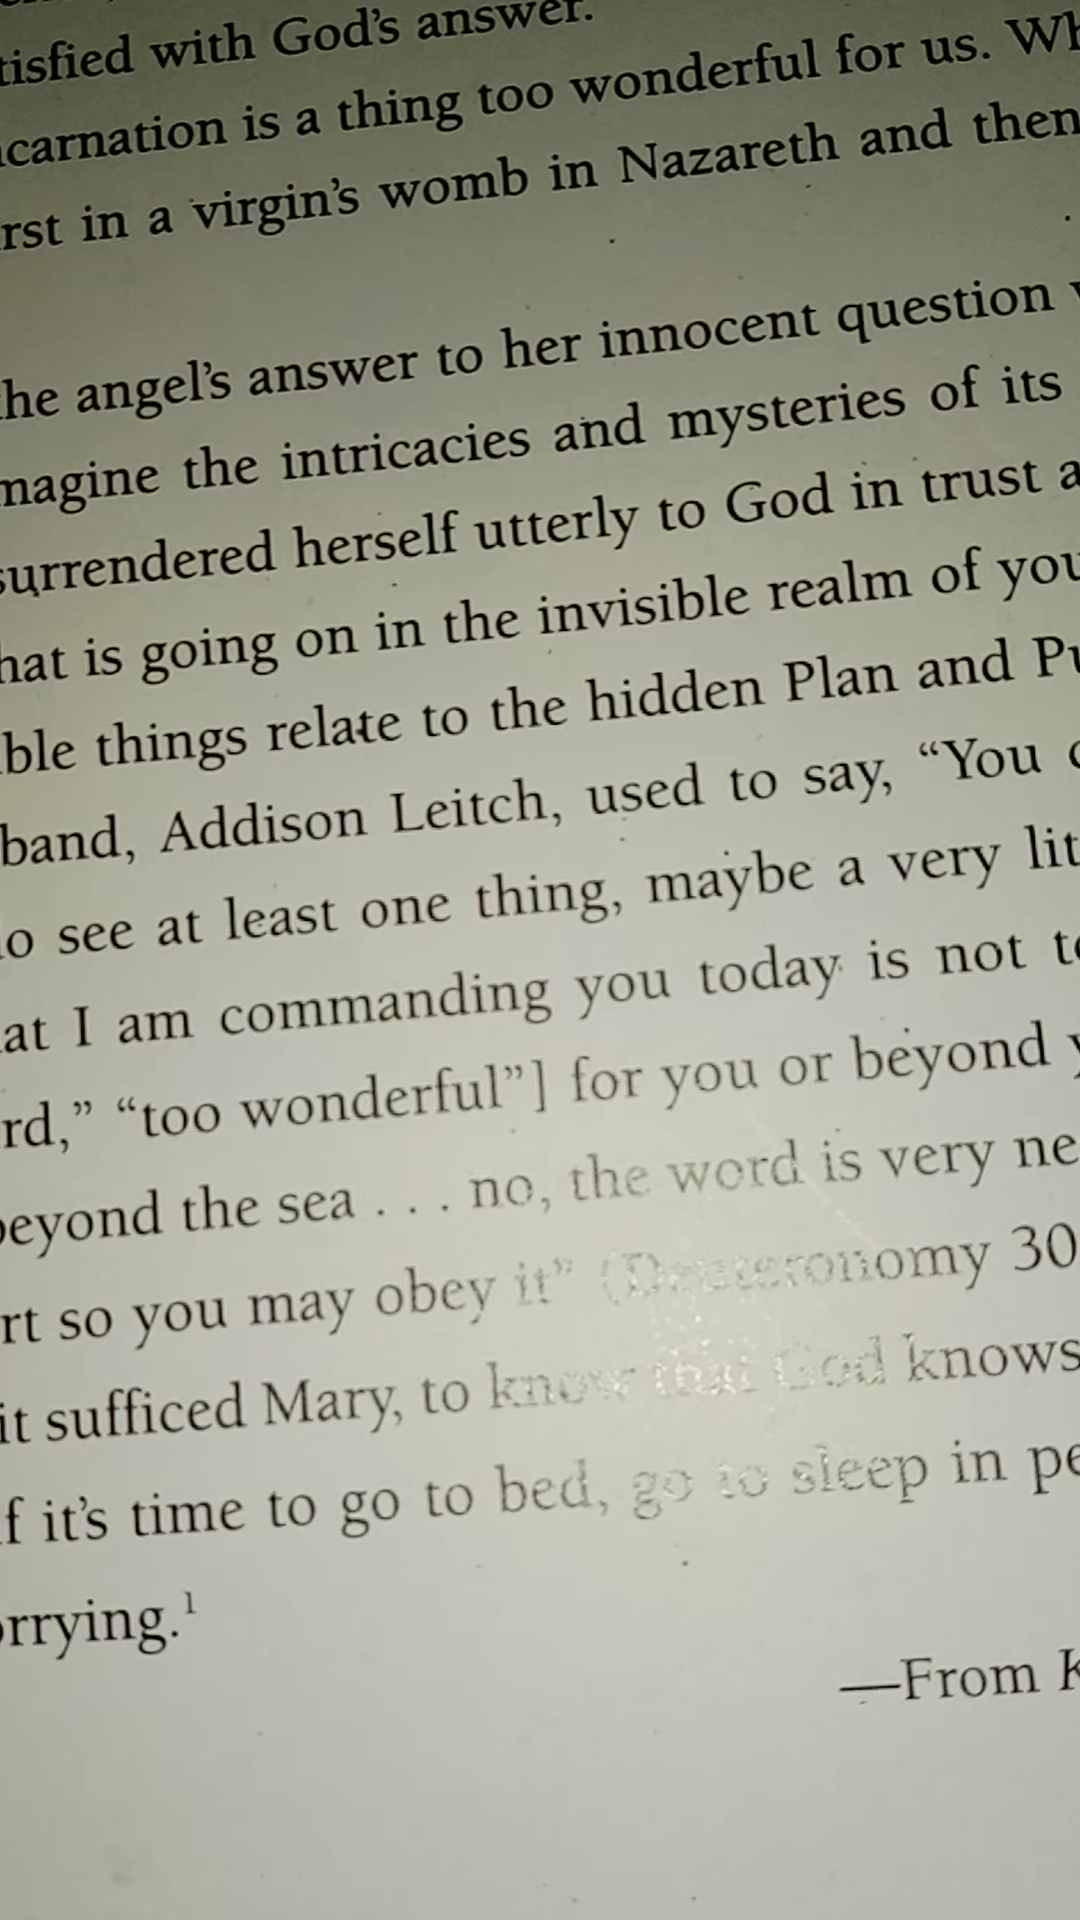 tisfied with God's answer.
carnation is a thing too wonderful for us. Wh
rst in a virgin's womb in Nazareth and then
he angel's answer to her innocent question
magine the intricacies and mysteries of its
surrendered herself utterly to God in trust a
hat is going on in the invisible realm of you
ble things relate to the hidden Plan and Pu
band, Addison Leitch, used to say, “You
o see at least one thing, maybe a very lit
at I am commanding you today is not to
rd,” “too wonderful”] for you or beyond y
beyond the sea . . . no, the word is very ne
rt so you may obey it” (Deuteronomy 30
it sufficed Mary, to know that God knows
f it's time to go to bed, go to sleep in pe
orrying.1
—From K